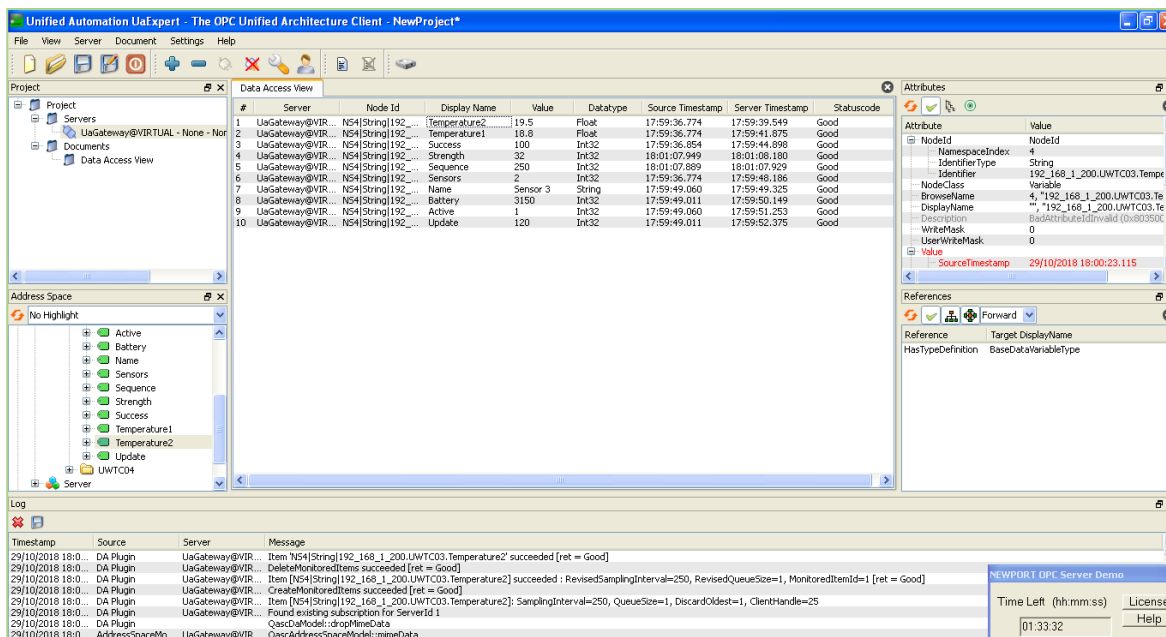 Unified Automation UaExpert - The OPC Unified Architecture Client - NewProject*
File View Server Document Settings Help
Project
Project
Servers
UaGateway@VIRTUAL - None - Nor
Documents
Data Access View
Data Access View
# Server Node Id Display Name Value Datatype Source Timestamp Server Timestamp Statuscode
1 UaGateway@VIR... NS4|String|192_... Temperature2 19.5 Float 17:59:36.774 17:59:39.549 Good
2 UaGateway@VIR... NS4|String|192_... Temperature1 18.8 Float 17:59:36.774 17:59:41.875 Good
3 UaGateway@VIR... NS4|String|192_... Success 100 Int32 17:59:36.854 17:59:44.898 Good
4 UaGateway@VIR... NS4|String|192_... Strength 32 Int32 18:01:07.949 18:01:08.180 Good
5 UaGateway@VIR... NS4|String|192_... Sequence 250 Int32 18:01:07.889 18:01:07.929 Good
6 UaGateway@VIR... NS4|String|192_... Sensors 2 Int32 17:59:36.774 17:59:48.186 Good
7 UaGateway@VIR... NS4|String|192_... Name Sensor 3 String 17:59:49.060 17:59:49.325 Good
8 UaGateway@VIR... NS4|String|192_... Battery 3150 Int32 17:59:49.011 17:59:50.149 Good
9 UaGateway@VIR... NS4|String|192_... Active 1 Int32 17:59:49.060 17:59:51.253 Good
10 UaGateway@VIR... NS4|String|192_... Update 120 Int32 17:59:49.011 17:59:52.375 Good
Attributes
Attribute Value
NodeId NodeId
NamespaceIndex 4
IdentifierType String
Identifier 192_168_1_200.UWTC03.Tempe
NodeClass Variable
BrowseName 4, "192_168_1_200.UWTC03.Te
DisplayName "", "192_168_1_200.UWTC03.Te
Description BadAttributeIdInvalid (0x803500
WriteMask 0
UserWriteMask 0
Value
SourceTimestamp 29/10/2018 18:00:23.115
Address Space
No Highlight
Active
Battery
Name
Sensors
Sequence
Strength
Success
Temperature1
Temperature2
Update
UWTC04
Server
References
Forward
Reference Target DisplayName
HasTypeDefinition BaseDataVariableType
Log
Timestamp Source Server Message
29/10/2018 18:0... DA Plugin UaGateway@VIR... Item 'NS4|String|192_168_1_200.UWTC03.Temperature2' succeeded [ret = Good]
29/10/2018 18:0... DA Plugin UaGateway@VIR... DeleteMonitoredItems succeeded [ret = Good]
29/10/2018 18:0... DA Plugin UaGateway@VIR... Item [NS4|String|192_168_1_200.UWTC03.Temperature2] succeeded : RevisedSamplingInterval=250, RevisedQueueSize=1, MonitoredItemId=1 [ret = Good]
29/10/2018 18:0... DA Plugin UaGateway@VIR... CreateMonitoredItems succeeded [ret = Good]
29/10/2018 18:0... DA Plugin UaGateway@VIR... Item [NS4|String|192_168_1_200.UWTC03.Temperature2]: SamplingInterval=250, QueueSize=1, DiscardOldest=1, ClientHandle=25
29/10/2018 18:0... DA Plugin UaGateway@VIR... Found existing subscription for ServerId 1
29/10/2018 18:0... DA Plugin UaGateway@VIR... QascDaModel::dropMimeData
29/10/2018 18:0... AddressSpaceMo... UaGateway@VIR... QascAddressSpaceModel::mimeData
NEWPORT OPC Server Demo
Time Left (hh:mm:ss) License
01:33:32 Help